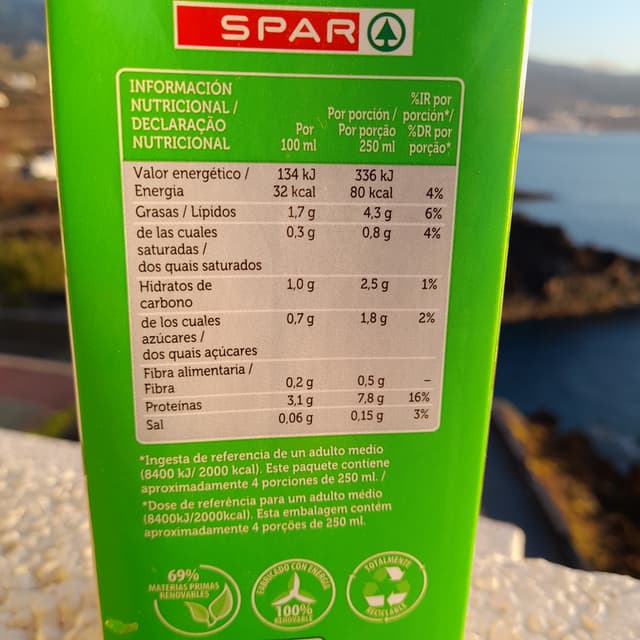 SPAR
INFORMACIÓN
NUTRICIONAL /
DECLARAÇÃO
NUTRICIONAL
Por
100 ml
Por porción /
Por porção
250 ml
%IR por
porción*/
%DR por
porção*
Valor energético / 134 kJ 336 kJ
Energia 32 kcal 80 kcal 4%
Grasas / Lípidos 1,7 g 4,3 g 6%
de las cuales 0,3 g 0,8 g 4%
saturadas /
dos quais saturados
Hidratos de 1,0 g 2,5 g 1%
carbono
de los cuales 0,7 g 1,8 g 2%
azúcares /
dos quais açúcares
Fibra alimentaria /
Fibra 0,2 g 0,5 g –
Proteínas 3,1 g 7,8 g 16%
Sal 0,06 g 0,15 g 3%
*Ingesta de referencia de un adulto medio
(8400 kJ/ 2000 kcal). Este paquete contiene
aproximadamente 4 porciones de 250 ml. /
*Dose de referência para um adulto médio
(8400kJ/2000kcal). Esta embalagem contém
aproximadamente 4 porções de 250 ml.
69%
MATERIAS PRIMAS
RENOVABLES
FABRICADO CON ENERGÍA
100%
RENOVABLE
TOTALMENTE
RECICLABLE